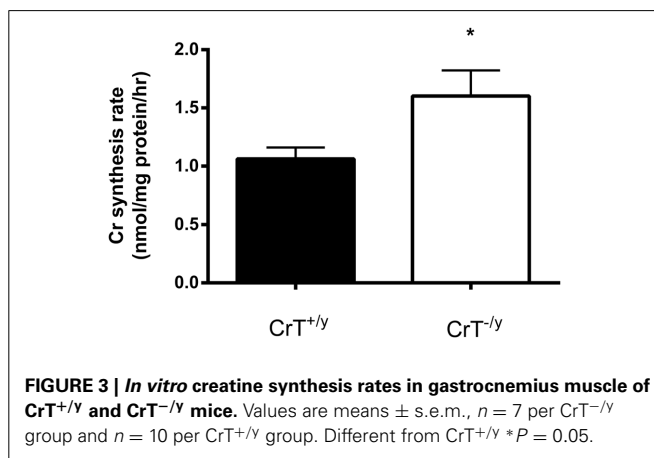 *
2.0
1.5
1.0
0.5
0.0
Cr synthesis rate
(nmol/mg protein/hr)
CrT+/y
CrT-/y
FIGURE 3 | In vitro creatine synthesis rates in gastrocnemius muscle of
CrT+/y and CrT−/y mice. Values are means ± s.e.m., n = 7 per CrT−/y
group and n = 10 per CrT+/y group. Different from CrT+/y *P = 0.05.